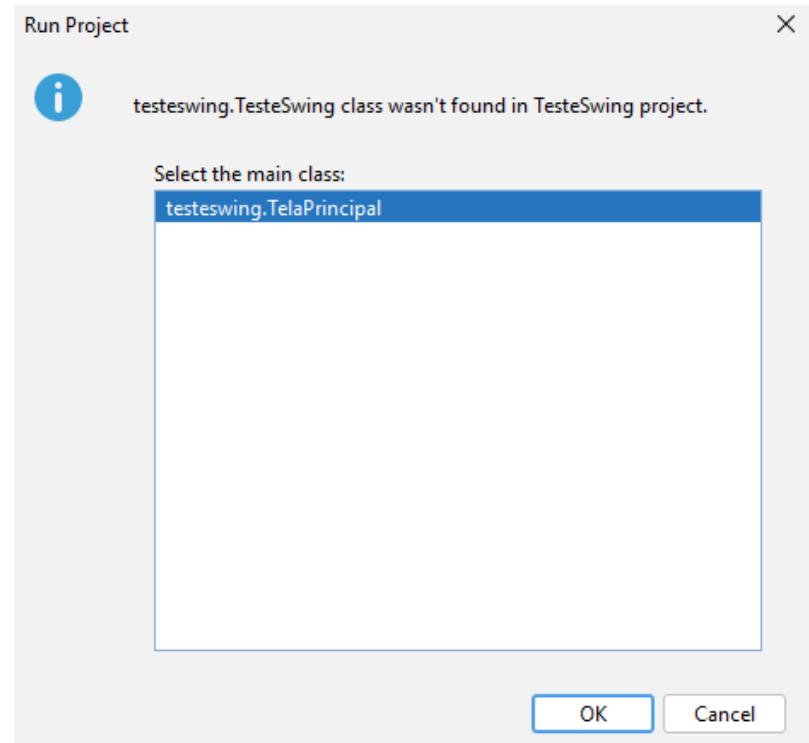 Run Project
testeswing.TesteSwing class wasn't found in TesteSwing project.
Select the main class:
testeswing.TelaPrincipal
OK
Cancel